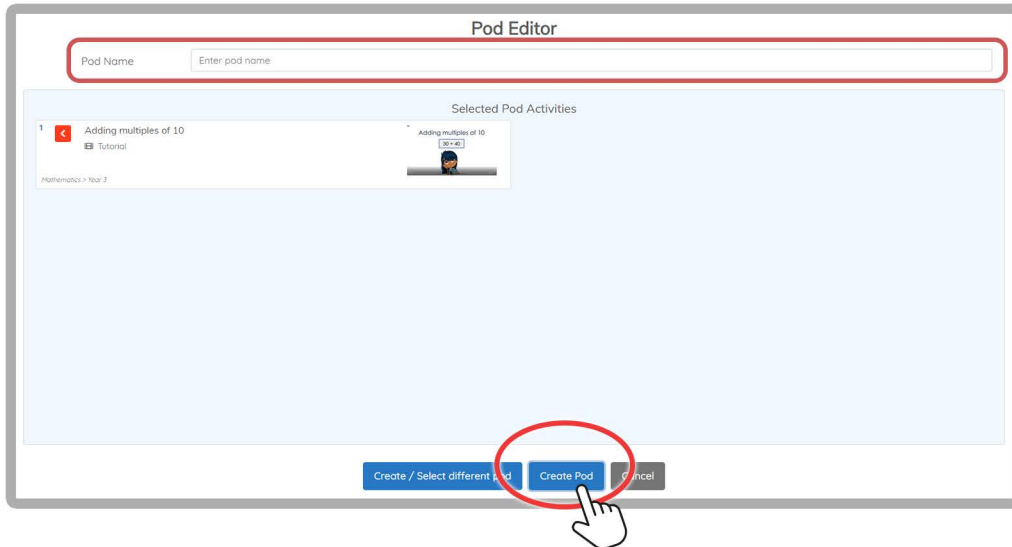 Pod Editor
Pod Name
Enter pod name
Selected Pod Activities
1
Adding multiples of 10
Tutorial
Mathematics > Year 3
Adding multiples of 10
30 + 40
Create / Select different pod
Create Pod
Cancel